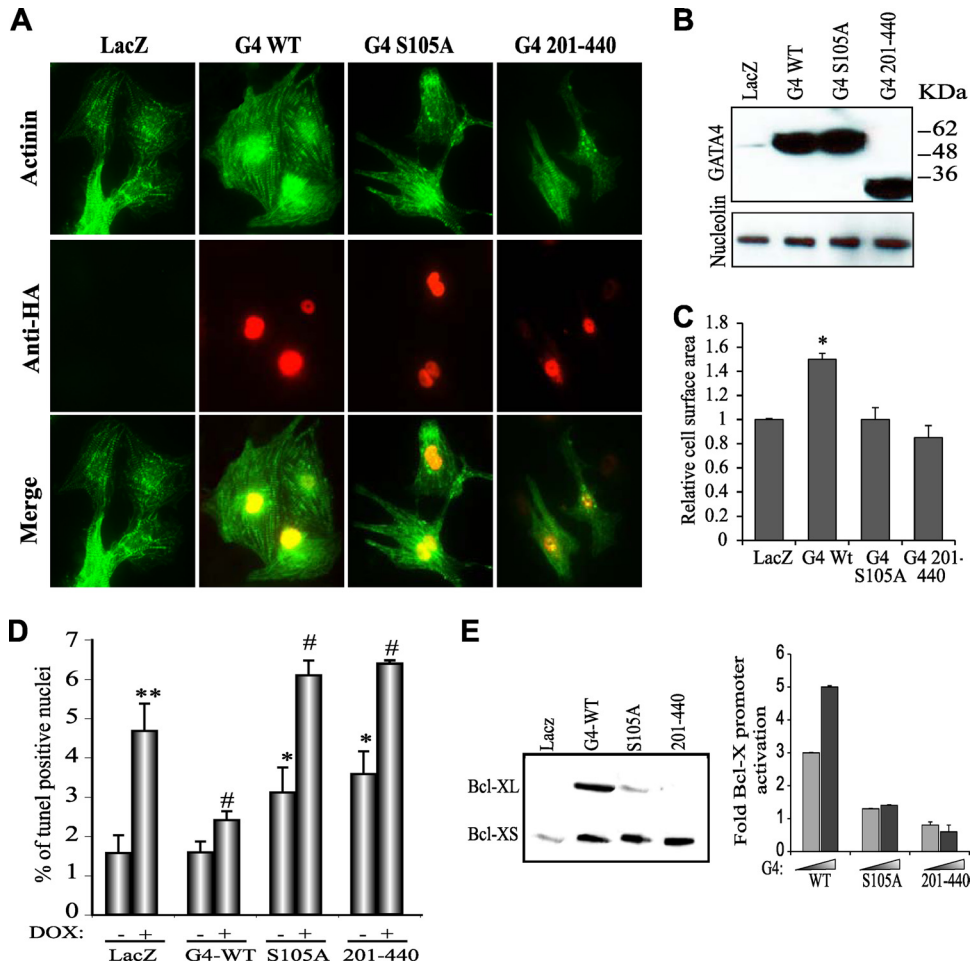 A
LacZ
G4 WT
G4 S105A
G4 201-440
Actinin
Anti-HA
Merge
B
LacZ
G4 WT
G4 S105A
G4 201-440
KDa
GATA4
–62
–48
–36
Nucleolin
C
Relative cell surface area
1.8
1.6
1.4
1.2
1
0.8
0.6
0.4
0.2
0
*
LacZ
G4 Wt
G4 S105A
G4 201-440
D
% of tunel positive nuclei
7
6
5
4
3
2
1
0
**
#
*
#
*
#
DOX:
- + - + - + - +
LacZ
G4-WT
S105A
201-440
E
Lacz
G4-WT
S105A
201-440
Bcl-XL
Bcl-XS
Fold Bcl-X promoter
activation
6
5
4
3
2
1
0
G4:
WT
S105A
201-440